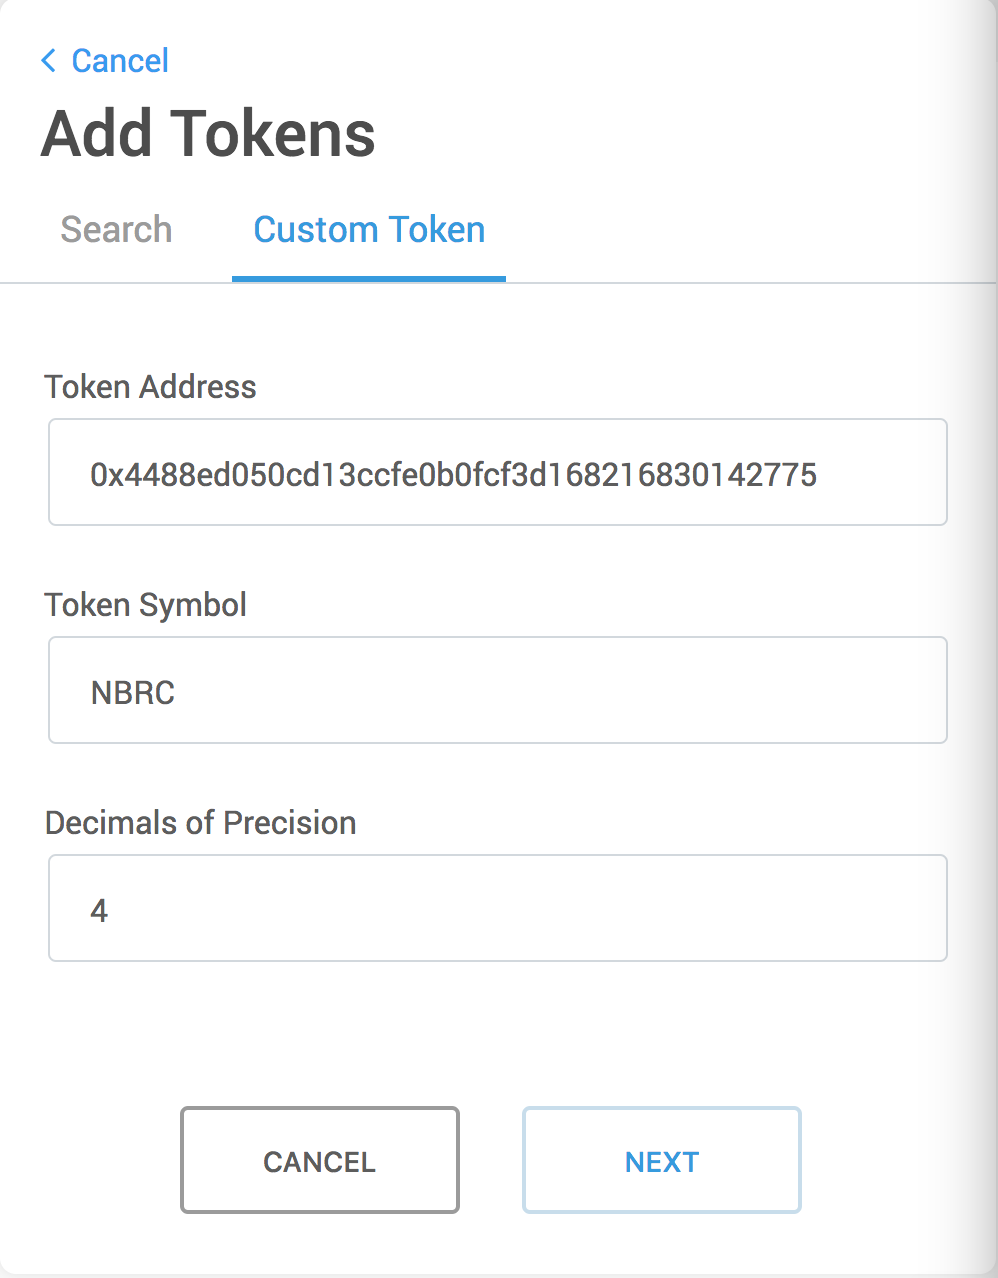 Cancel
Add Tokens
Search Custom Token
Token Address
0x4488ed050cd13ccfe0b0fcf3d168216830142775
Token Symbol
NBRC
Decimals of Precision
4
CANCEL NEXT